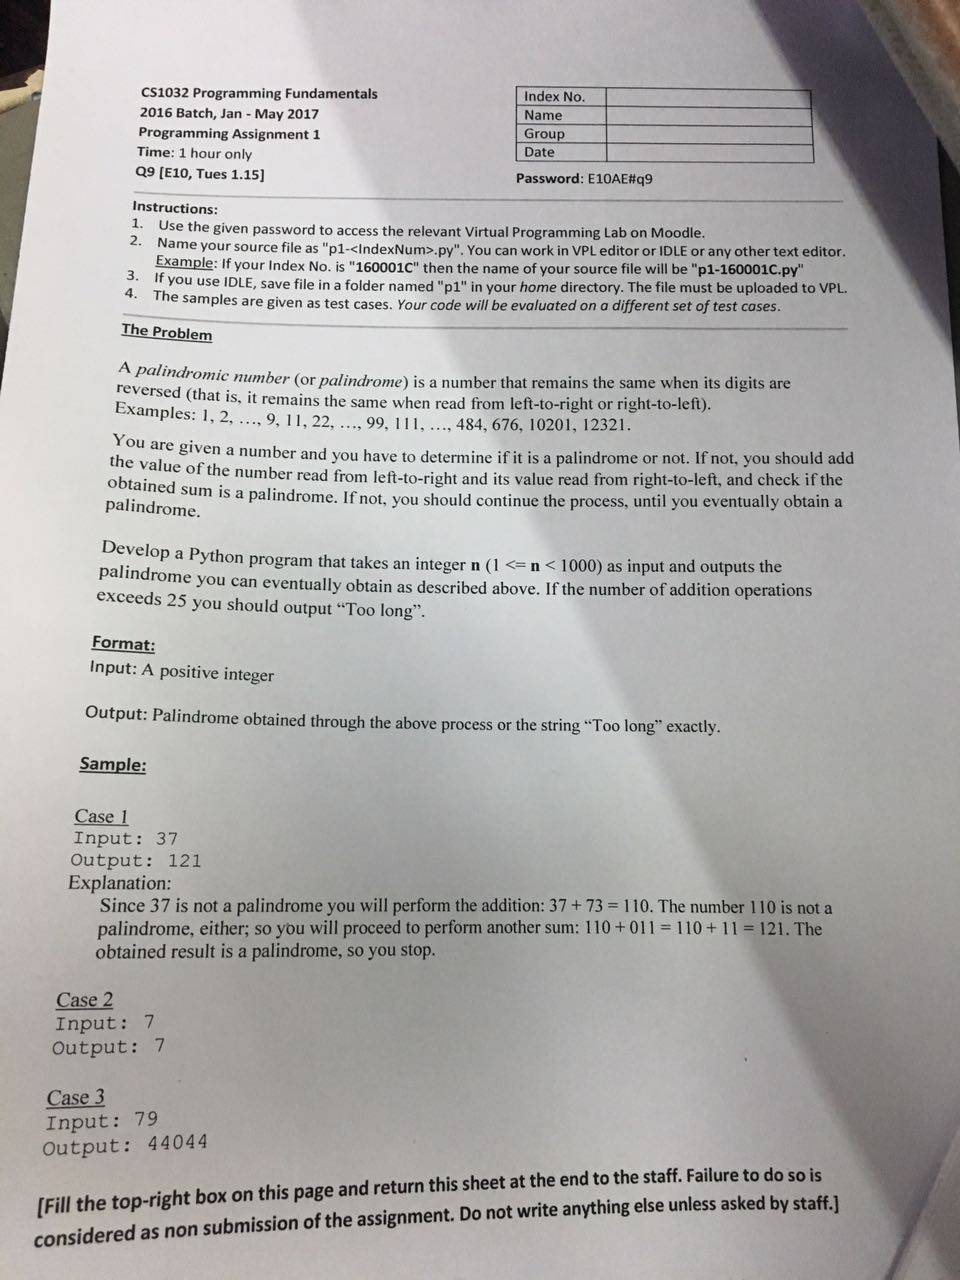 CS1032 Programming Fundamentals
2016 Batch, Jan - May 2017
Programming Assignment 1
Time: 1 hour only
Q9 [E10, Tues 1.15]
Index No.
Name
Group
Date
Password: E10AE#q9
Instructions:
1. Use the given password to access the relevant Virtual Programming Lab on Moodle.
2. Name your source file as "p1-<IndexNum>.py". You can work in VPL editor or IDLE or any other text editor.
Example: If your Index No. is "160001C" then the name of your source file will be "p1-160001C.py"
3. If you use IDLE, save file in a folder named "p1" in your home directory. The file must be uploaded to VPL.
4. The samples are given as test cases. Your code will be evaluated on a different set of test cases.
The Problem
A palindromic number (or palindrome) is a number that remains the same when its digits are
reversed (that is, it remains the same when read from left-to-right or right-to-left).
Examples: 1, 2, …, 9, 11, 22, …, 99, 111, …, 484, 676, 10201, 12321.
You are given a number and you have to determine if it is a palindrome or not. If not, you should add
the value of the number read from left-to-right and its value read from right-to-left, and check if the
obtained sum is a palindrome. If not, you should continue the process, until you eventually obtain a
palindrome.
Develop a Python program that takes an integer n (1 <= n < 1000) as input and outputs the
palindrome you can eventually obtain as described above. If the number of addition operations
exceeds 25 you should output “Too long”.
Format:
Input: A positive integer
Output: Palindrome obtained through the above process or the string “Too long” exactly.
Sample:
Case 1
Input: 37
Output: 121
Explanation:
Since 37 is not a palindrome you will perform the addition: 37 + 73 = 110. The number 110 is not a
palindrome, either; so you will proceed to perform another sum: 110 + 011 = 110 + 11 = 121. The
obtained result is a palindrome, so you stop.
Case 2
Input: 7
Output: 7
Case 3
Input: 79
Output: 44044
[Fill the top-right box on this page and return this sheet at the end to the staff. Failure to do so is
considered as non submission of the assignment. Do not write anything else unless asked by staff.]